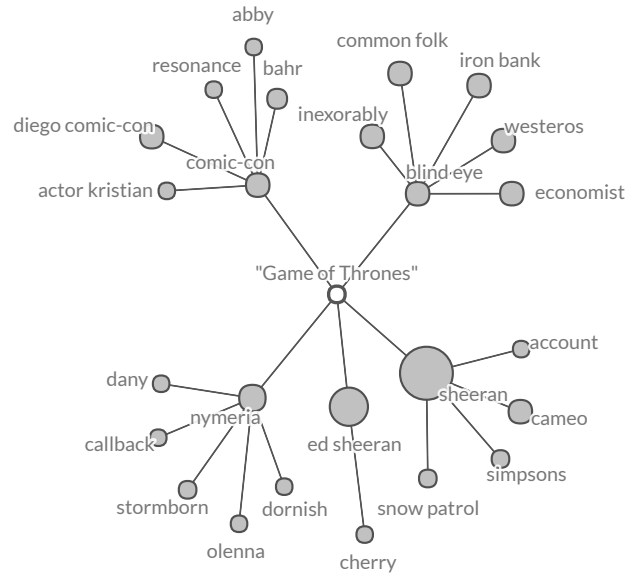 abby
common folk
resonance
bahr
iron bank
diego comic-con
inexorably
westeros
comic-con
blind eye
actor kristian
economist
"Game of Thrones"
account
dany
sheeran
nymeria
cameo
callback
ed sheeran
simpsons
stormborn
dornish
snow patrol
olenna
cherry